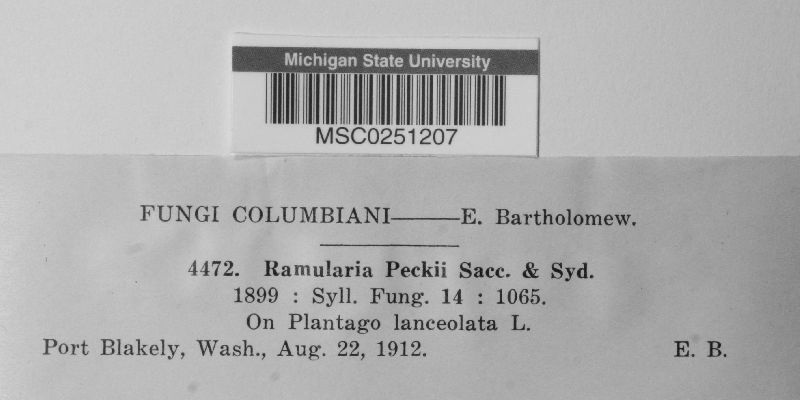 Michigan State University
MSC0251207
FUNGI COLUMBIANI——E. Bartholomew.
4472. Ramularia Peckii Sacc. & Syd.
1899 : Syll. Fung. 14 : 1065.
On Plantago lanceolata L.
Port Blakely, Wash., Aug. 22, 1912. E. B.